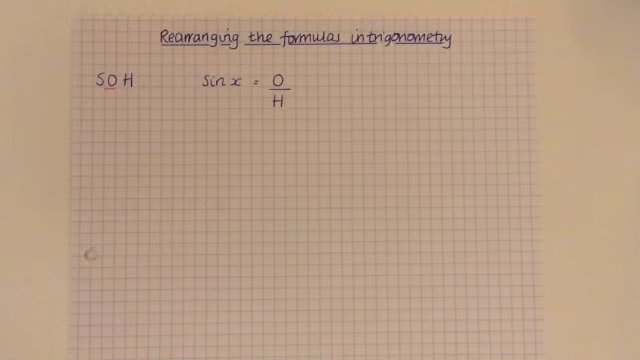 Rearranging the formulas in trigonometry
SOH sin x = O
H